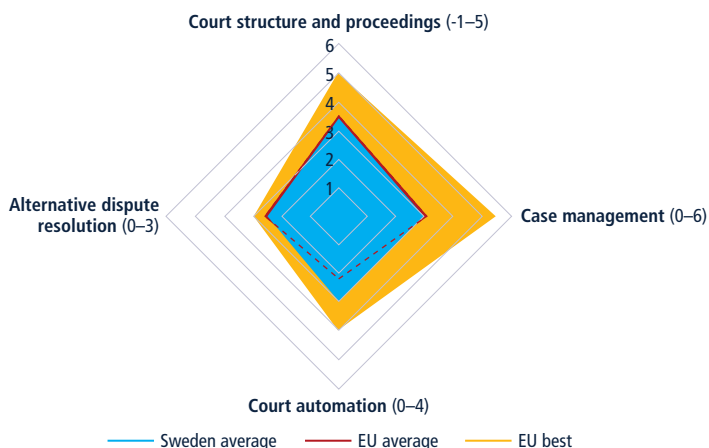 Court structure and proceedings (-1–5)
6
5
4
3
2
1
Alternative dispute
resolution (0–3)
Case management (0–6)
Court automation (0–4)
Sweden average EU average EU best